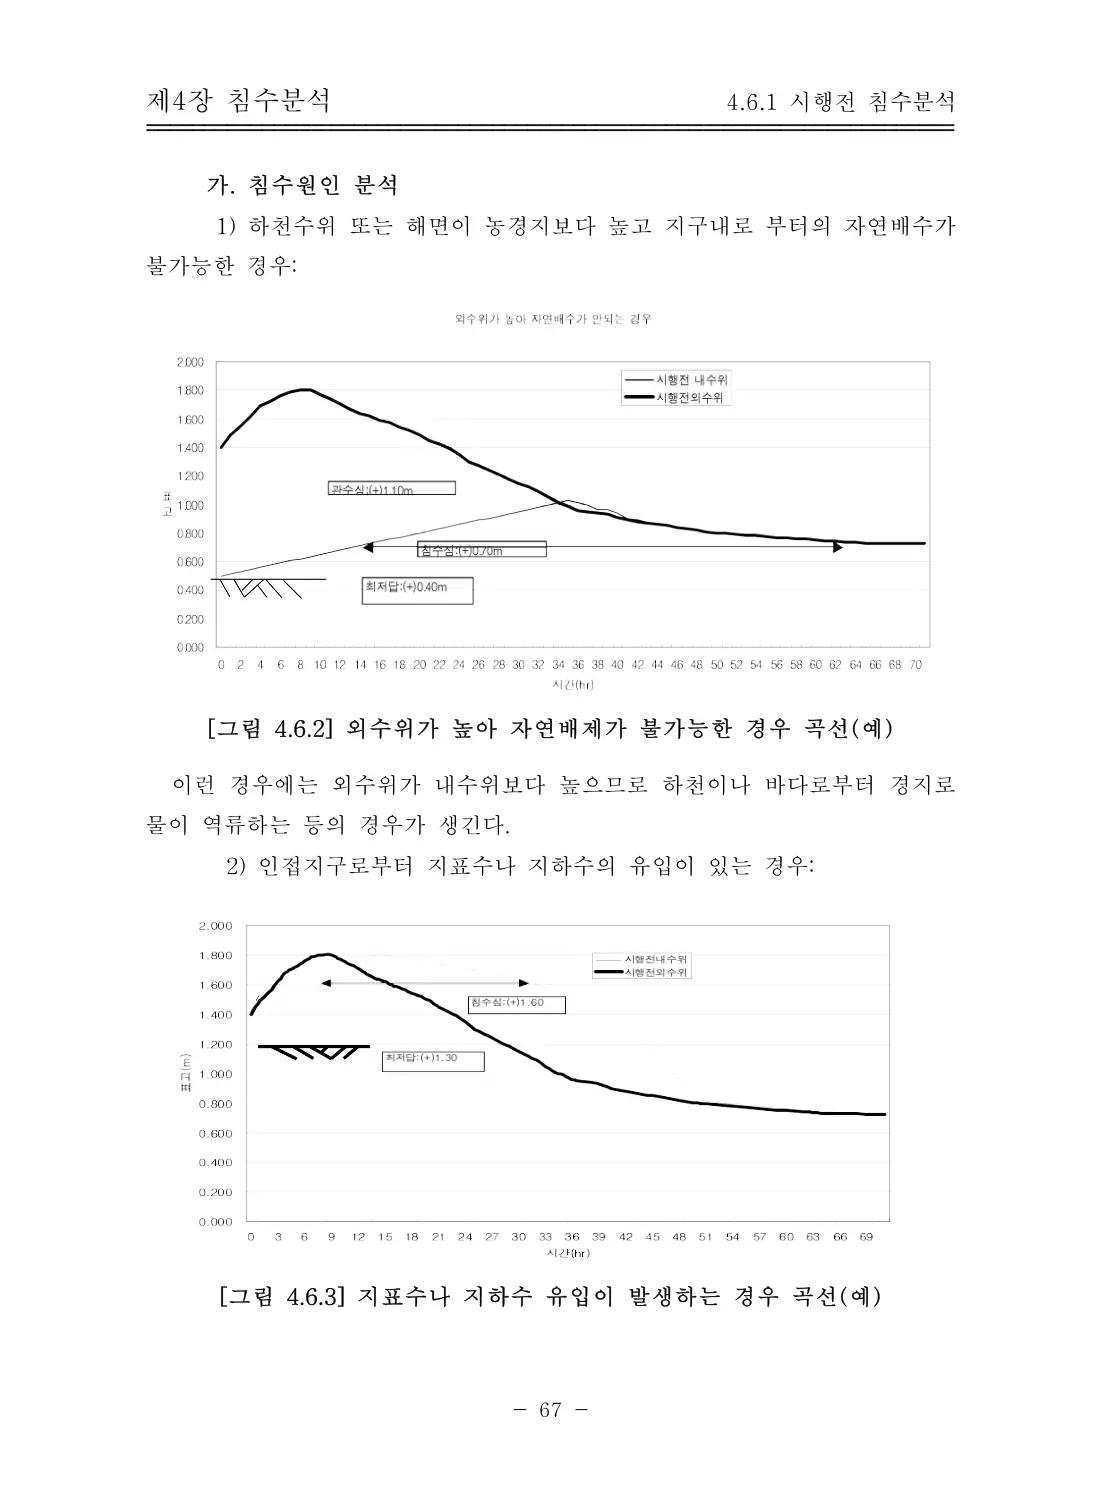 제4장 침수분석
4.6.1 시행전 침수분석
가. 침수원인 분석
1) 하천수위 또는 해면이 농경지보다 높고 지구내로 부터의 자연배수가
불가능한 경우:
외수위가 높아 자연배수가 안되는 경우
2.000
1.800
1.600
1.400
1.200
1.000
0.800
0.600
0.400
0.200
0.000
표고
시행전 내수위
시행전외수위
관수심:(+)1.10m
침수심:(+)0.70m
최저답:(+)0.40m
0 2 4 6 8 10 12 14 16 18 20 22 24 26 28 30 32 34 36 38 40 42 44 46 48 50 52 54 56 58 60 62 64 66 68 70
시간(hr)
[그림 4.6.2] 외수위가 높아 자연배제가 불가능한 경우 곡선(예)
이런 경우에는 외수위가 내수위보다 높으므로 하천이나 바다로부터 경지로
물이 역류하는 등의 경우가 생긴다.
2) 인접지구로부터 지표수나 지하수의 유입이 있는 경우:
2.000
1.800
1.600
1.400
1.200
1.000
0.800
0.600
0.400
0.200
0.000
시행전내수위
시행전외수위
침수심:(+)1.60
최저답:(+)1.30
0 3 6 9 12 15 18 21 24 27 30 33 36 39 42 45 48 51 54 57 60 63 66 69
시간(hr)
[그림 4.6.3] 지표수나 지하수 유입이 발생하는 경우 곡선(예)
- 67 -